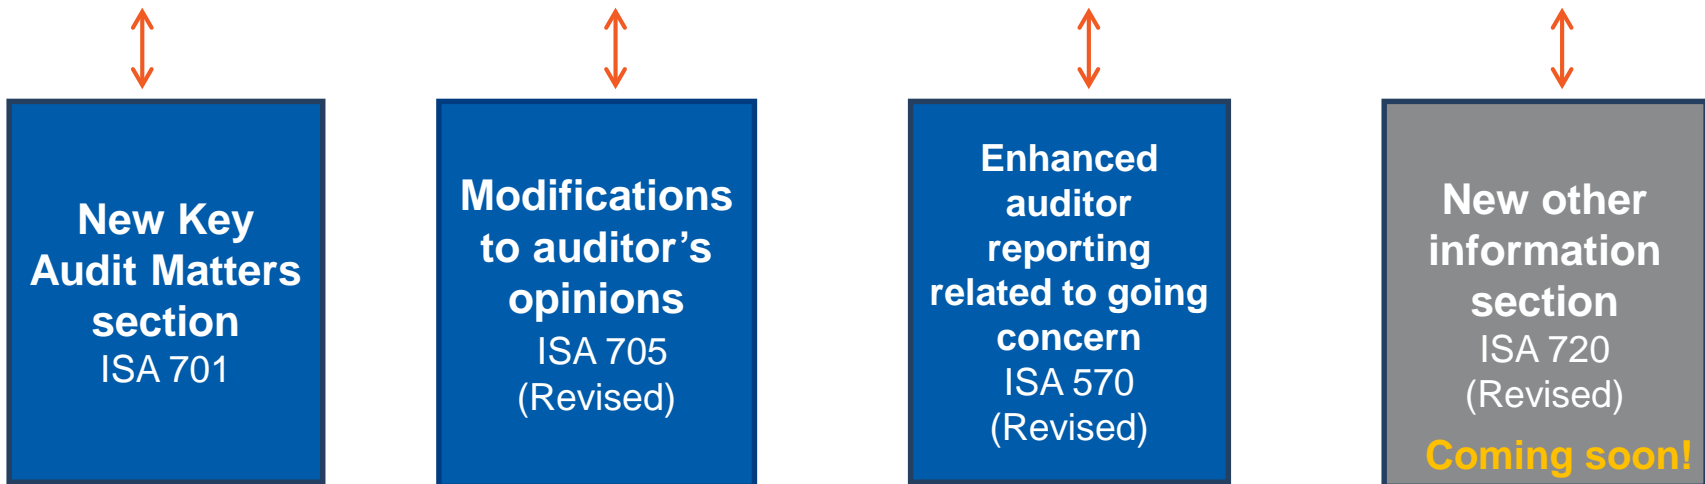 New Key
Audit Matters
section
ISA 701
Modifications
to auditor’s
opinions
ISA 705
(Revised)
Enhanced
auditor
reporting
related to going
concern
ISA 570
(Revised)
New other
information
section
ISA 720
(Revised)
Coming soon!